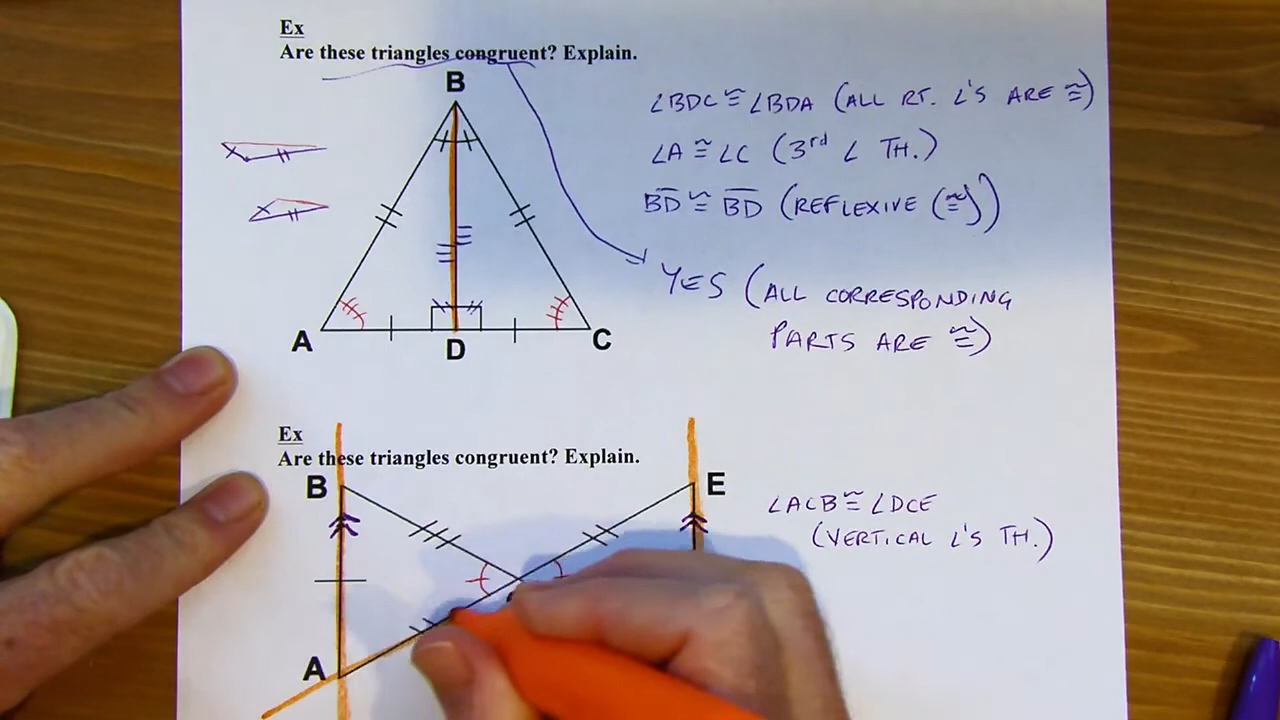 Ex
Are these triangles congruent? Explain.
B
A
D
C
∠BDC ≅ ∠BDA (ALL RT. ∠'S ARE ≅)
∠A ≅ ∠C (3rd ∠ TH.)
BD ≅ BD (REFLEXIVE (≅))
YES (ALL CORRESPONDING
PARTS ARE ≅)
Ex
Are these triangles congruent? Explain.
B
E
A
∠ACB ≅ ∠DCE
(VERTICAL ∠'S TH.)